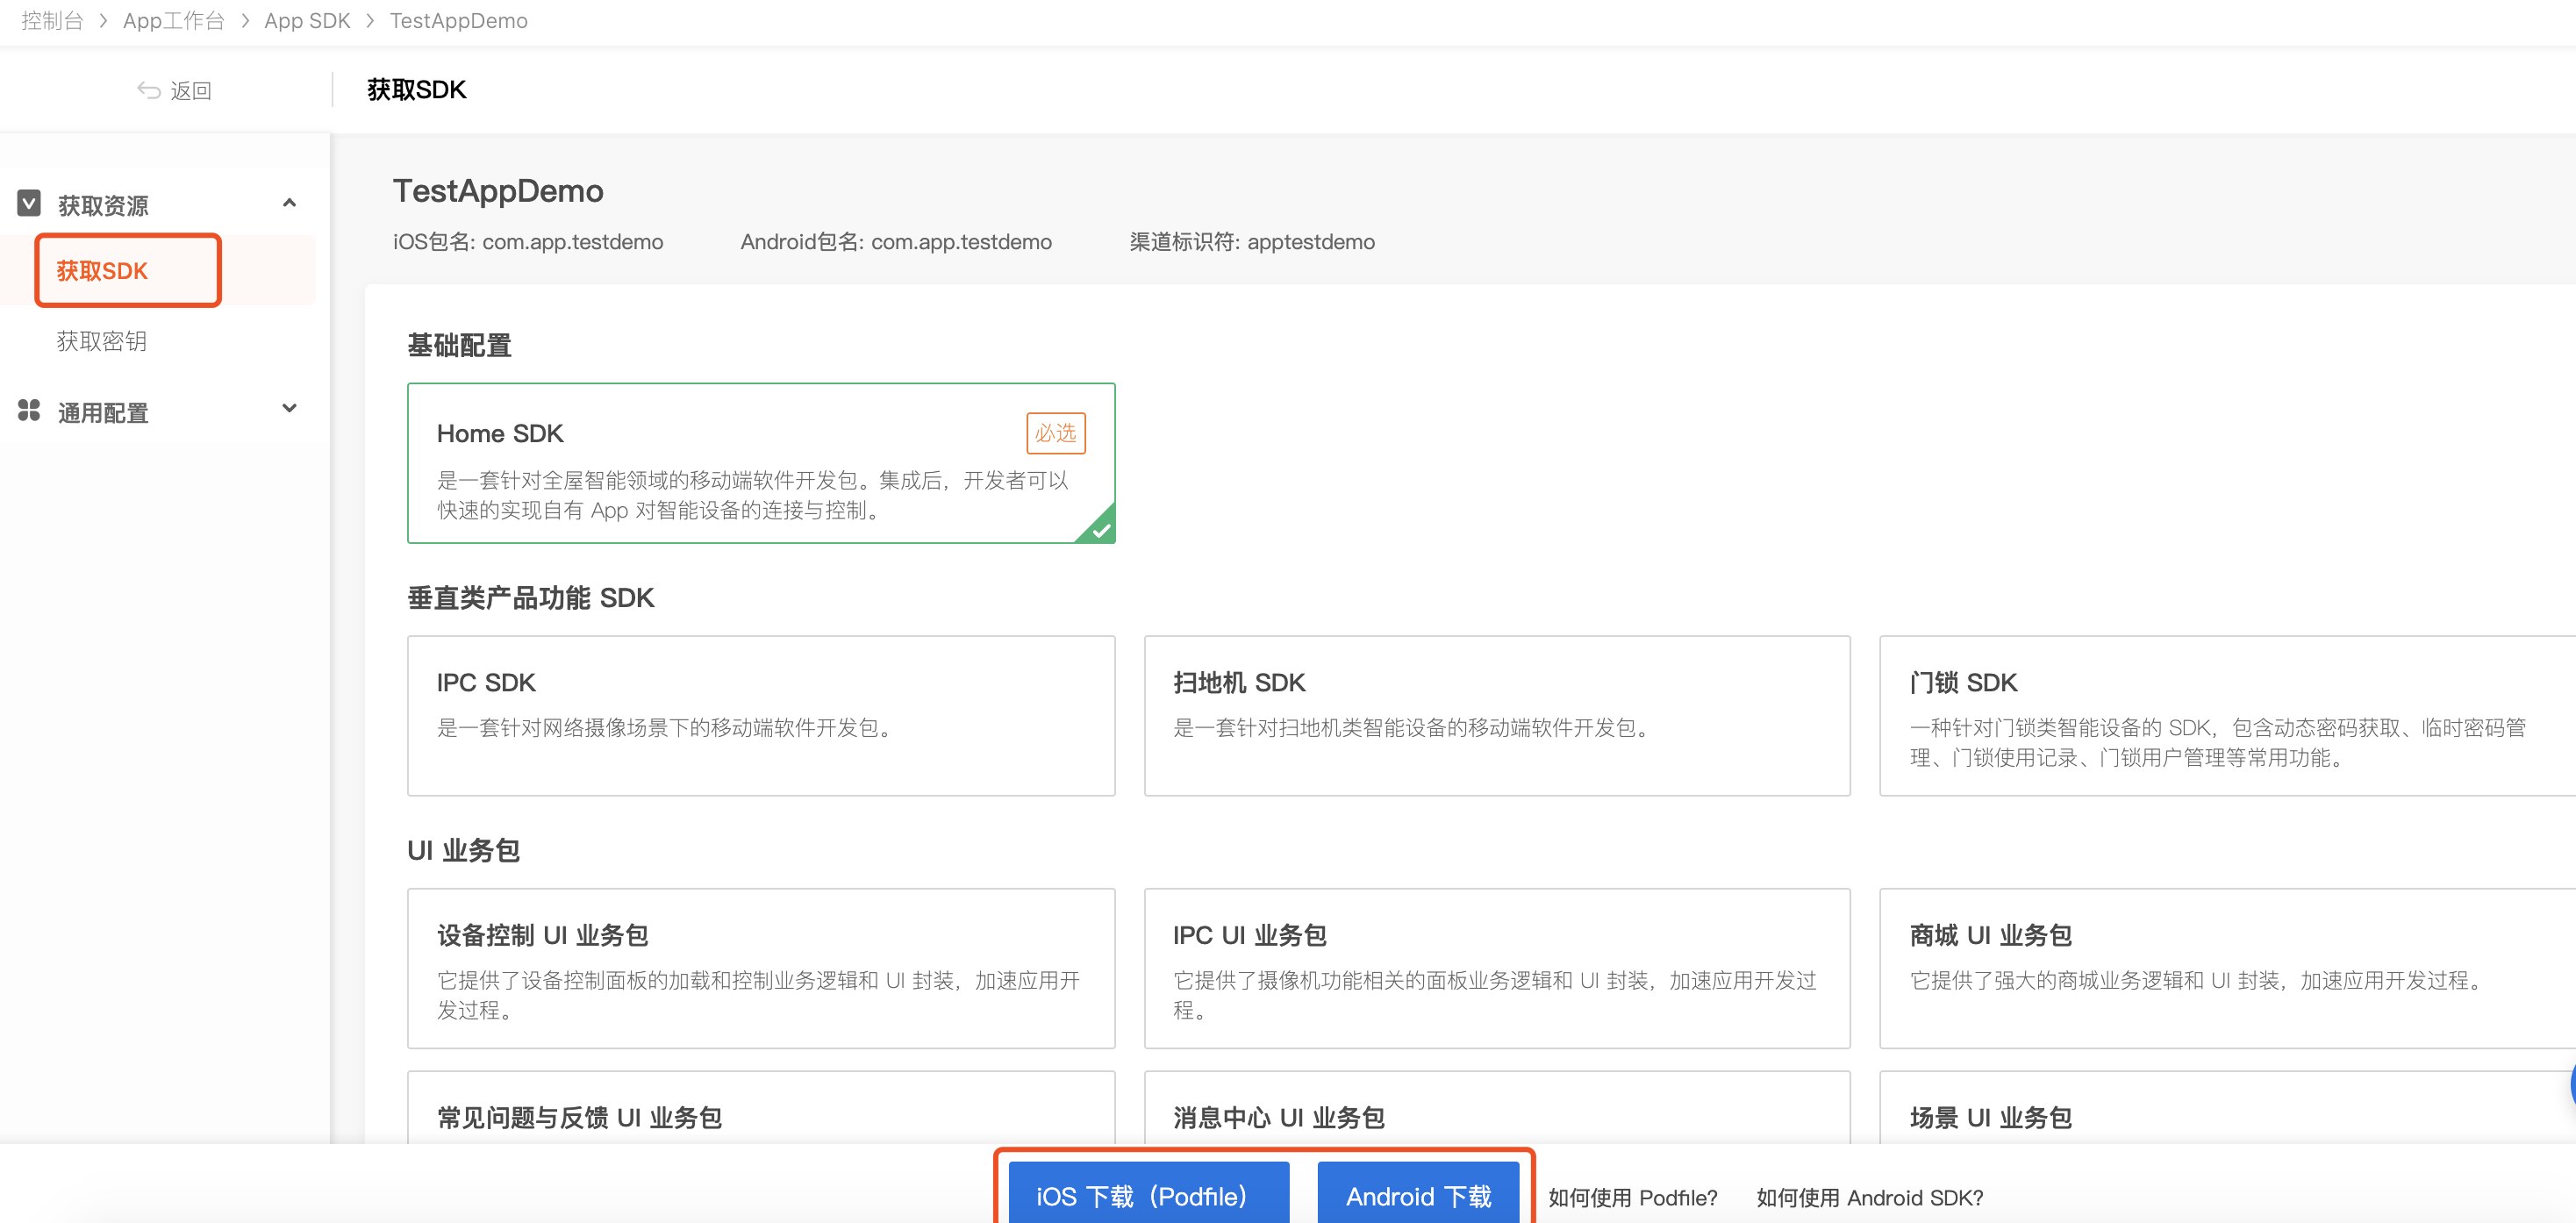 控制台 > App工作台 > App SDK > TestAppDemo
返回
获取SDK
获取资源
获取SDK
获取密钥
通用配置
TestAppDemo
iOS包名: com.app.testdemo
Android包名: com.app.testdemo
渠道标识符: apptestdemo
基础配置
Home SDK
必选
是一套针对全屋智能领域的移动端软件开发包。集成后，开发者可以
快速的实现自有 App 对智能设备的连接与控制。
垂直类产品功能 SDK
IPC SDK
是一套针对网络摄像场景下的移动端软件开发包。
扫地机 SDK
是一套针对扫地机类智能设备的移动端软件开发包。
门锁 SDK
一种针对门锁类智能设备的 SDK，包含动态密码获取、临时密码管
理、门锁使用记录、门锁用户管理等常用功能。
UI 业务包
设备控制 UI 业务包
它提供了设备控制面板的加载和控制业务逻辑和 UI 封装，加速应用开
发过程。
IPC UI 业务包
它提供了摄像机功能相关的面板业务逻辑和 UI 封装，加速应用开发过
程。
商城 UI 业务包
它提供了强大的商城业务逻辑和 UI 封装，加速应用开发过程。
常见问题与反馈 UI 业务包
消息中心 UI 业务包
场景 UI 业务包
iOS 下载（Podfile）
Android 下载
如何使用 Podfile?
如何使用 Android SDK?